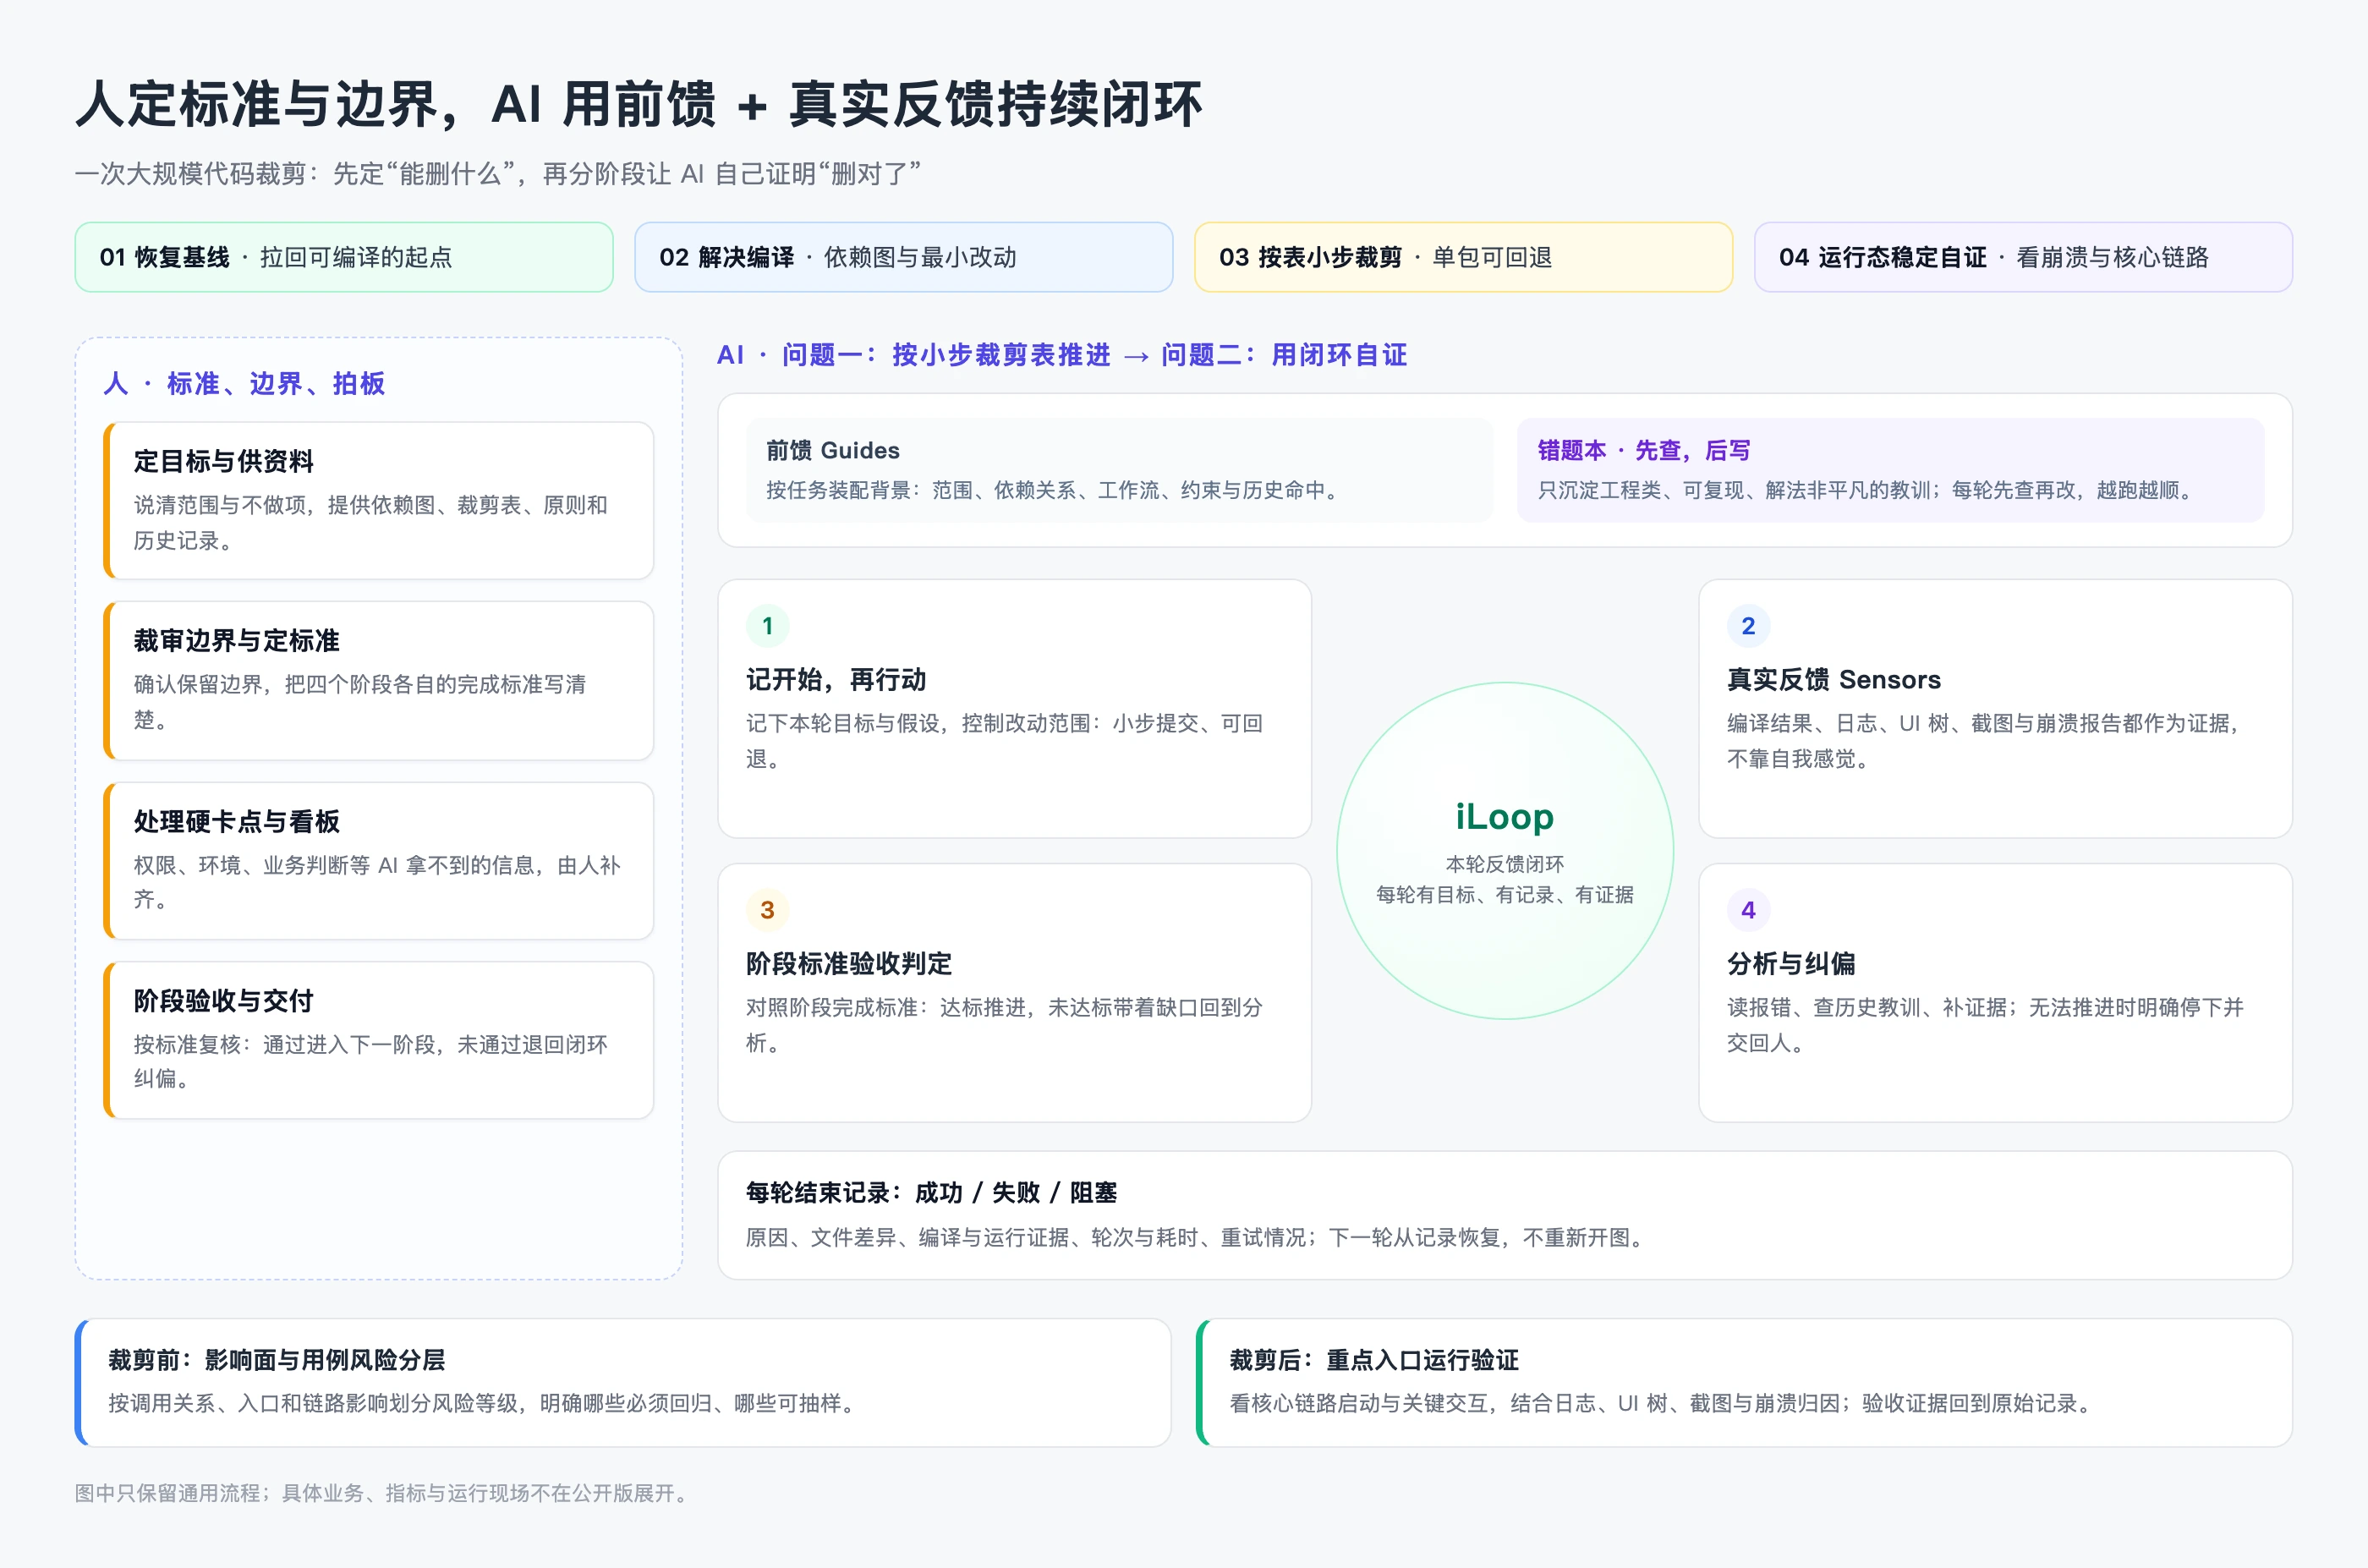 人定标准与边界，AI 用前馈 + 真实反馈持续闭环
一次大规模代码裁剪：先定“能删什么”，再分阶段让 AI 自己证明“删对了”
01 恢复基线 · 拉回可编译的起点
02 解决编译 · 依赖图与最小改动
03 按表小步裁剪 · 单包可回退
04 运行态稳定自证 · 看崩溃与核心链路
人 · 标准、边界、拍板
定目标与供资料
说清范围与不做项，提供依赖图、裁剪表、原则和
历史记录。
裁审边界与定标准
确认保留边界，把四个阶段各自的完成标准写清
楚。
处理硬卡点与看板
权限、环境、业务判断等 AI 拿不到的信息，由人补
齐。
阶段验收与交付
按标准复核：通过进入下一阶段，未通过退回闭环
纠偏。
AI · 问题一：按小步裁剪表推进 → 问题二：用闭环自证
前馈 Guides
按任务装配背景：范围、依赖关系、工作流、约束与历史命中。
错题本 · 先查，后写
只沉淀工程类、可复现、解法非平凡的教训；每轮先查再改，越跑越顺。
1
记开始，再行动
记下本轮目标与假设，控制改动范围：小步提交、可回
退。
2
真实反馈 Sensors
编译结果、日志、UI 树、截图与崩溃报告都作为证据，
不靠自我感觉。
iLoop
本轮反馈闭环
每轮有目标、有记录、有证据
3
阶段标准验收判定
对照阶段完成标准：达标推进，未达标带着缺口回到分
析。
4
分析与纠偏
读报错、查历史教训、补证据；无法推进时明确停下并
交回人。
每轮结束记录：成功 / 失败 / 阻塞
原因、文件差异、编译与运行证据、轮次与耗时、重试情况；下一轮从记录恢复，不重新开图。
裁剪前：影响面与用例风险分层
按调用关系、入口和链路影响划分风险等级，明确哪些必须回归、哪些可抽样。
裁剪后：重点入口运行验证
看核心链路启动与关键交互，结合日志、UI 树、截图与崩溃归因；验收证据回到原始记录。
图中只保留通用流程；具体业务、指标与运行现场不在公开版展开。